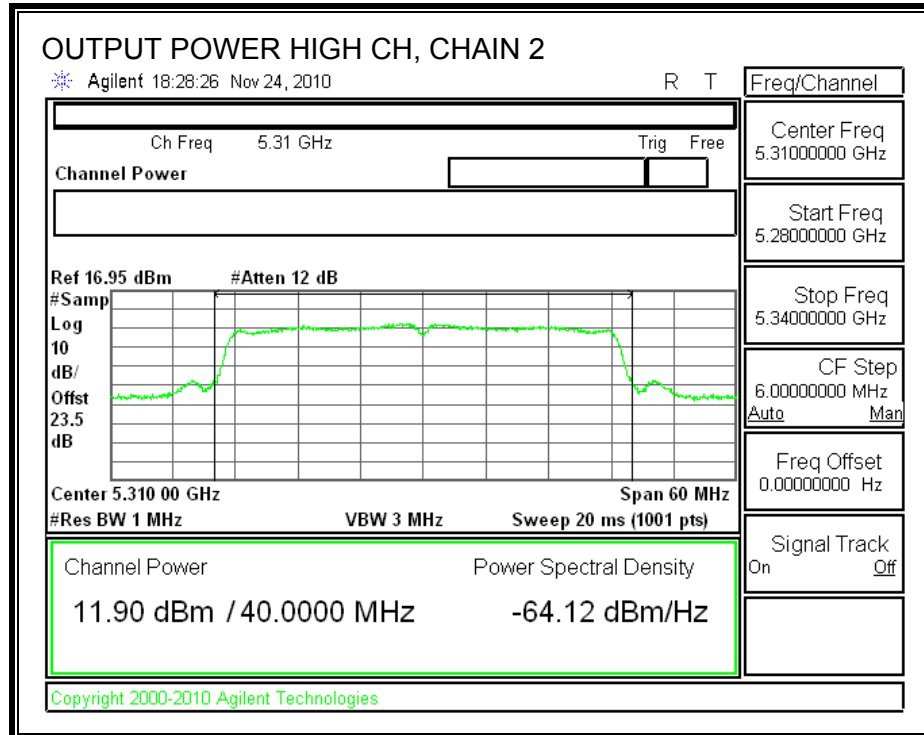 OUTPUT POWER HIGH CH, CHAIN 2
Agilent 18:28:26 Nov 24, 2010
R T
Freq/Channel
Ch Freq 5.31 GHz
Trig Free
Channel Power
Center Freq
5.31000000 GHz
Start Freq
5.28000000 GHz
Stop Freq
5.34000000 GHz
CF Step
6.00000000 MHz
Auto Man
Freq Offset
0.00000000 Hz
Signal Track
On Off
Ref 16.95 dBm #Atten 12 dB
#Samp
Log
10
dB/
Offst
23.5
dB
Center 5.310 00 GHz Span 60 MHz
#Res BW 1 MHz VBW 3 MHz Sweep 20 ms (1001 pts)
Channel Power Power Spectral Density
11.90 dBm / 40.0000 MHz -64.12 dBm/Hz
Copyright 2000-2010 Agilent Technologies